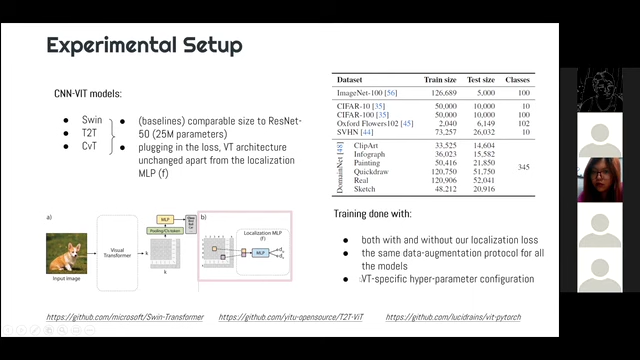 Experimental Setup
CNN-VIT models:
Swin
T2T
CvT
(baselines) comparable size to ResNet-
50 (25M parameters)
plugging in the loss, VT architecture
unchanged apart from the localization
MLP (f)
a)
Input image
Visual
Transformer
MLP
Pooling/CLS token
k
k
b)
Localization MLP
(f)
MLP
Dataset Train size Test size Classes
ImageNet-100 [56] 126,689 5,000 100
CIFAR-10 [35] 50,000 10,000 10
CIFAR-100 [35] 50,000 10,000 100
Oxford Flowers102 [45] 2,040 6,149 102
SVHN [44] 73,257 26,032 10
DomainNet [48]
ClipArt 33,525 14,604
Infograph 36,023 15,582
Painting 50,416 21,850
Quickdraw 120,750 51,750
Real 120,906 52,041
Sketch 48,212 20,916
345
Training done with:
both with and without our localization loss
the same data-augmentation protocol for all
the models
VT-specific hyper-parameter configuration
https://github.com/microsoft/Swin-Transformer
https://github.com/yitu-opensource/T2T-ViT
https://github.com/lucidrains/vit-pytorch